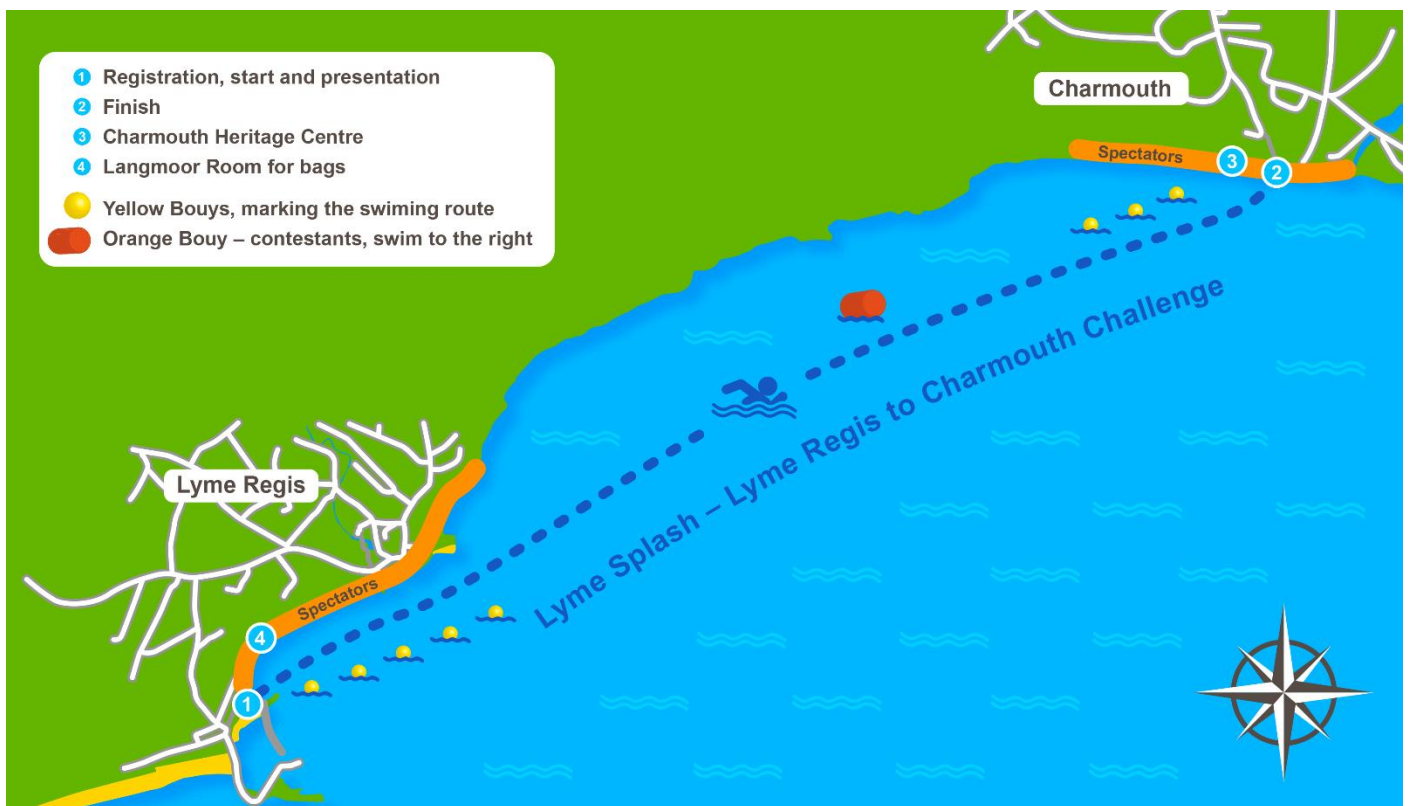 1 Registration, start and presentation
2 Finish
3 Charmouth Heritage Centre
4 Langmoor Room for bags
Yellow Bouys, marking the swiming route
Orange Bouy – contestants, swim to the right
Charmouth
Spectators
3
2
Lyme Splash – Lyme Regis to Charmouth Challenge
Lyme Regis
Spectators
4
1